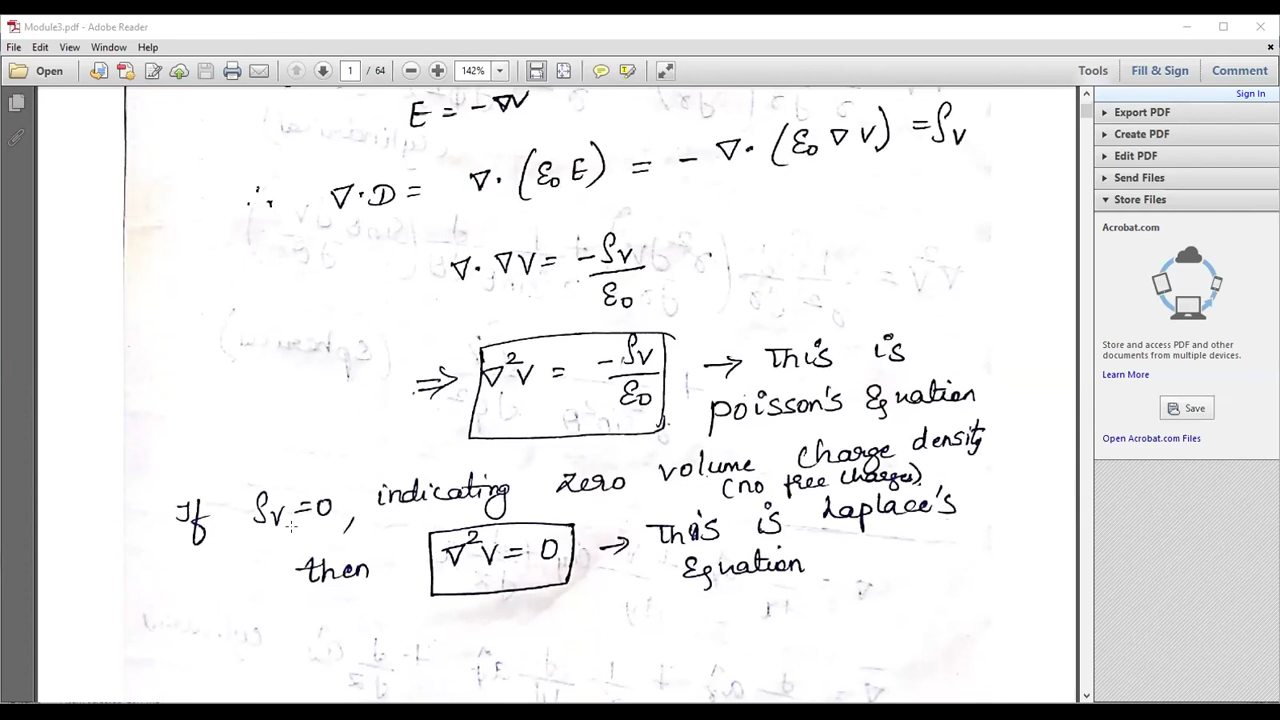 Module3.pdf - Adobe Reader
File Edit View Window Help
Open 1 / 64 142% Tools Fill & Sign Comment
Sign In
Export PDF
Create PDF
Edit PDF
Send Files
Store Files
Acrobat.com
Store and access PDF and other
documents from multiple devices.
Learn More
Save
Open Acrobat.com Files
E = -∇V
∴ ∇·D = ∇·(ε₀ E) = - ∇·(ε₀ ∇ V) = ρv
∇·∇V = -ρv/ε₀
⇒ ∇²V = -ρv/ε₀ → This is
poisson's Equation
If ρv = 0, indicating zero volume charge density
(no free charges)
then ∇²V = 0 → This is Laplace's
Equation